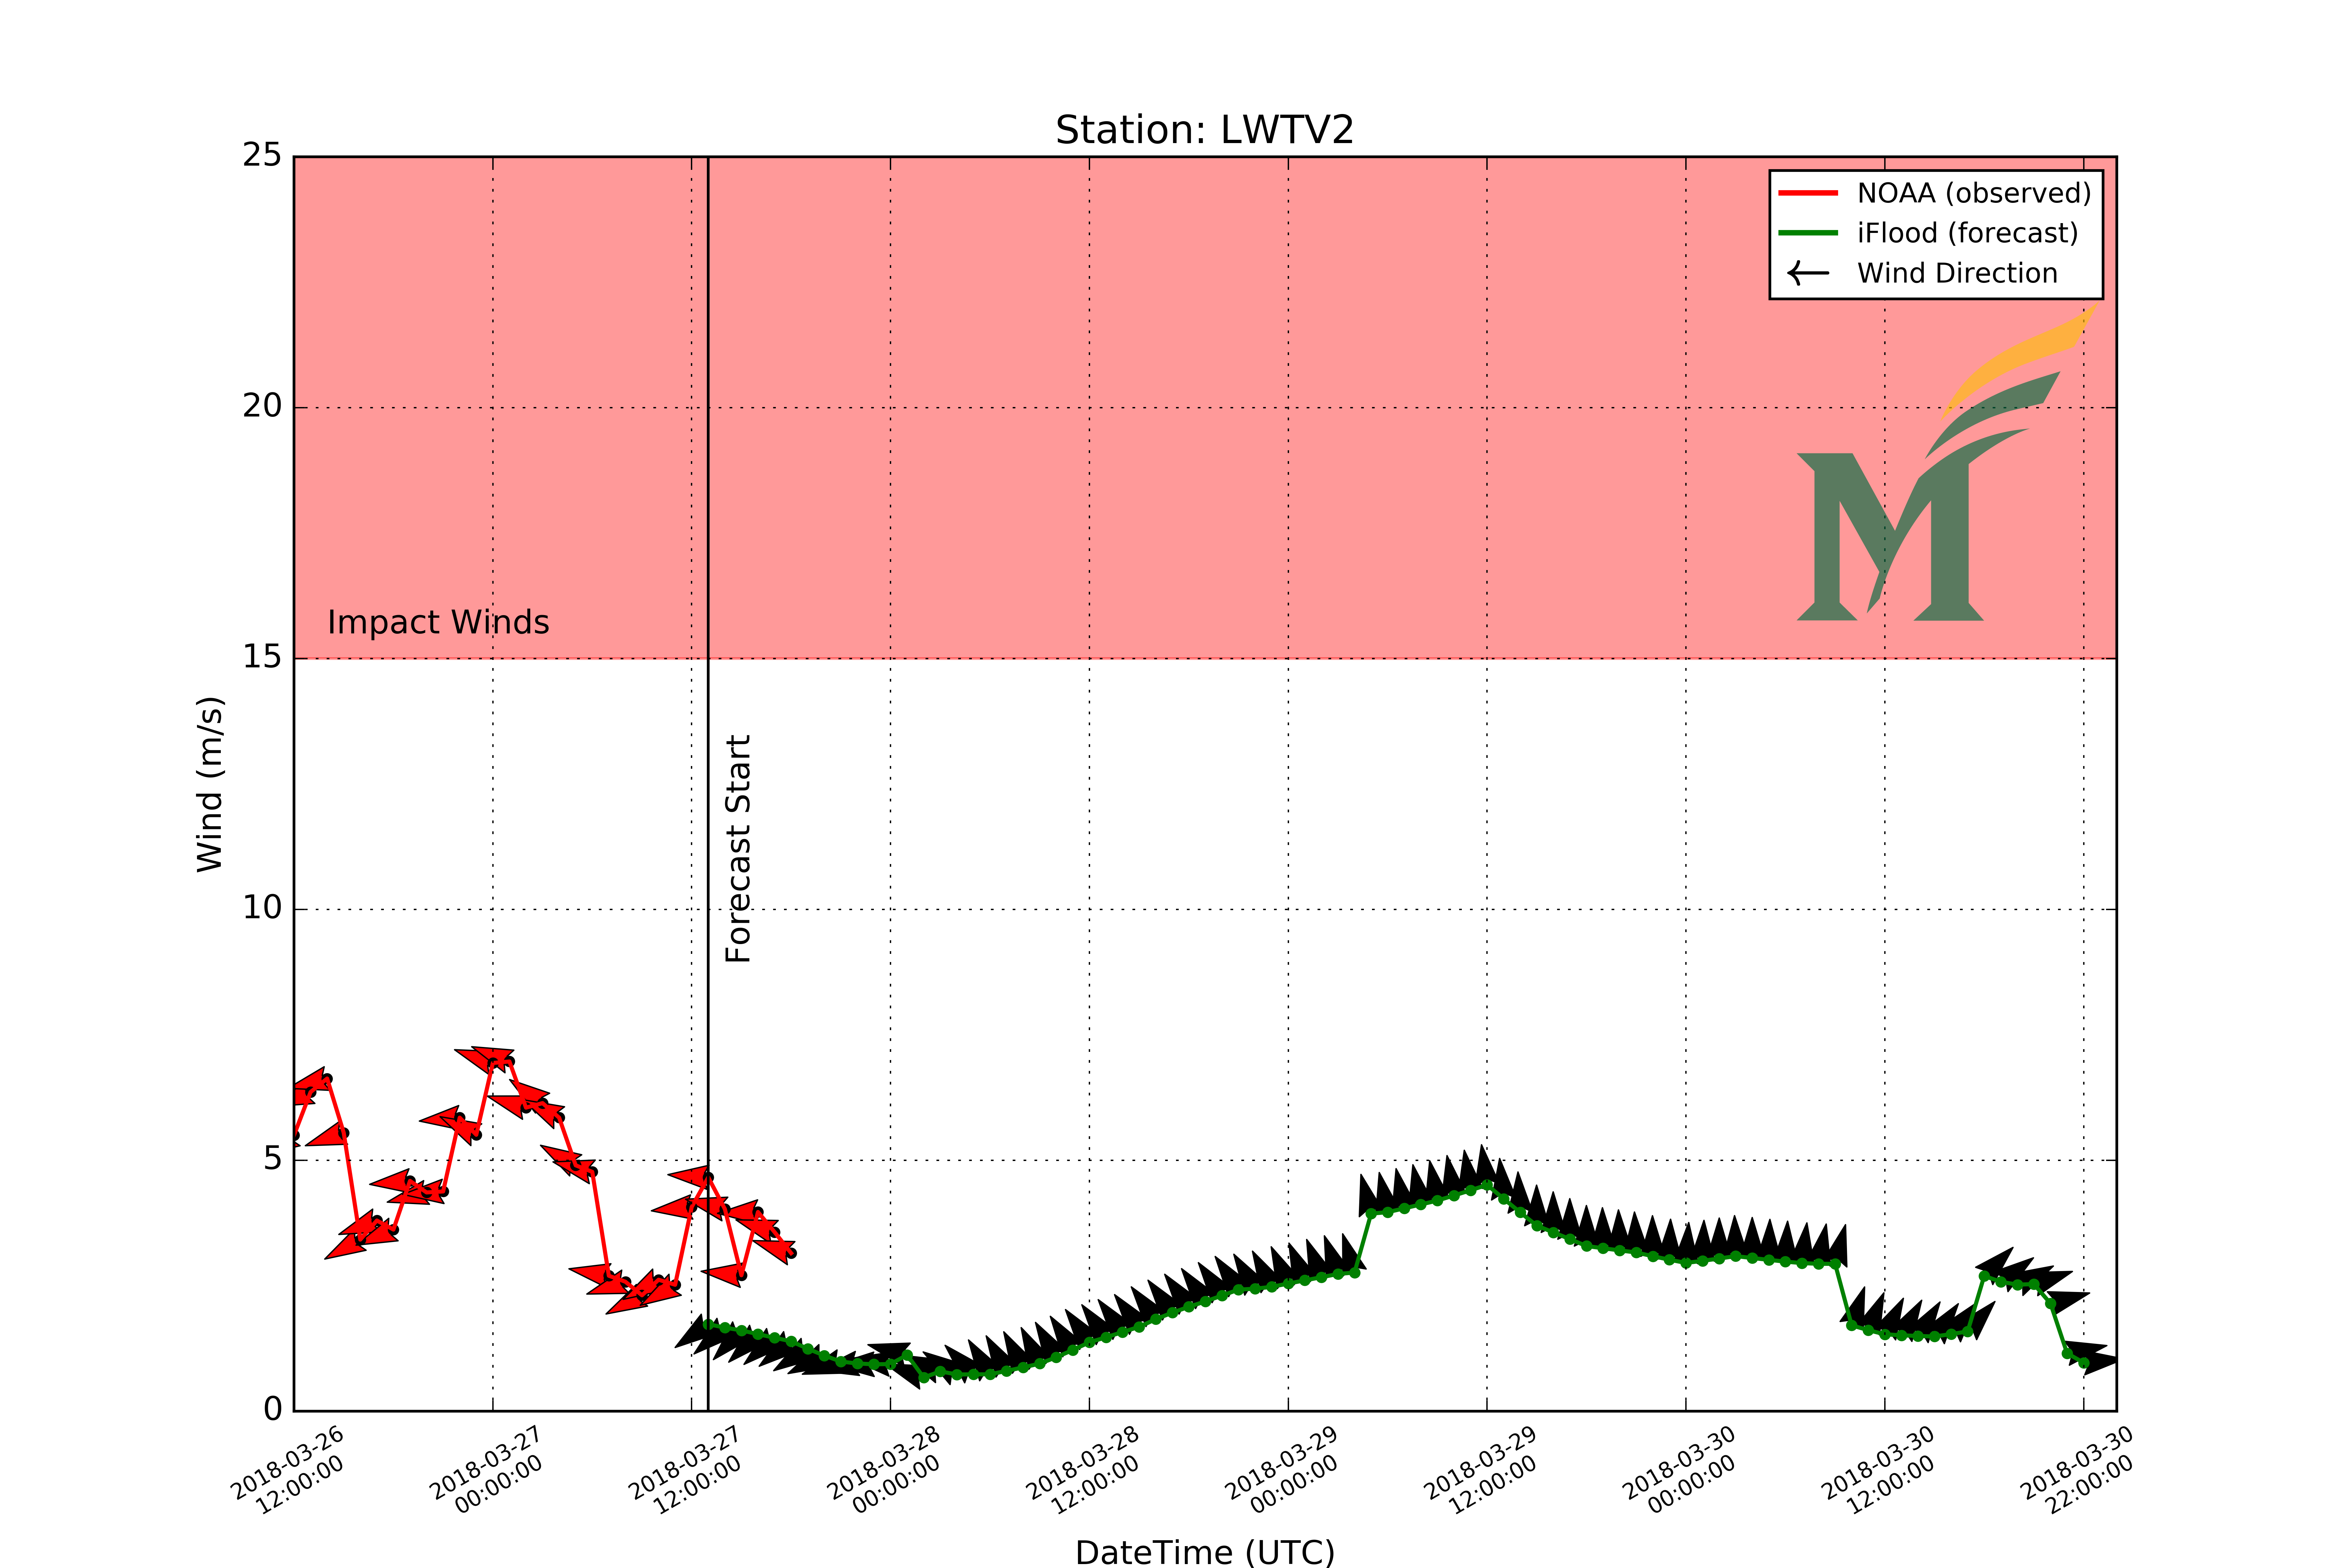 Station: LWTV2
25
20
15
10
5
0
Wind (m/s)
NOAA (observed)
iFlood (forecast)
Wind Direction
M
Impact Winds
Forecast Start
2018-03-26
12:00:00
2018-03-27
00:00:00
2018-03-27
12:00:00
2018-03-28
00:00:00
2018-03-28
12:00:00
2018-03-29
00:00:00
2018-03-29
12:00:00
2018-03-30
00:00:00
2018-03-30
12:00:00
2018-03-30
22:00:00
DateTime (UTC)